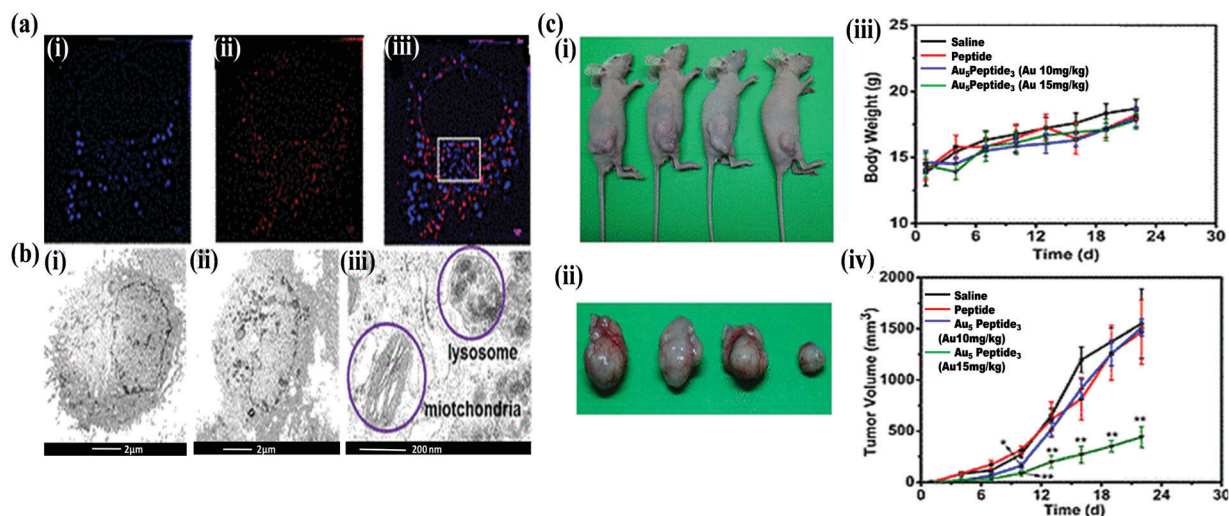 (a)
(i)
(ii)
(iii)
(b)
(i)
(ii)
(iii)
lysosome
miotchondria
2μm
2μm
200 nm
(c)
(i)
(ii)
(iii)
25
20
15
10
Body Weight (g)
Saline
Peptide
Au₅Peptide₃ (Au 10mg/kg)
Au₅Peptide₃ (Au 15mg/kg)
0 6 12 18 24 30
Time (d)
(iv)
2000
1500
1000
500
0
Tumor Volume (mm³)
Saline
Peptide
Au₅ Peptide₃
(Au10mg/kg)
Au₅ Peptide₃
(Au15mg/kg)
* ** ** ** ** **
0 6 12 18 24 30
Time (d)